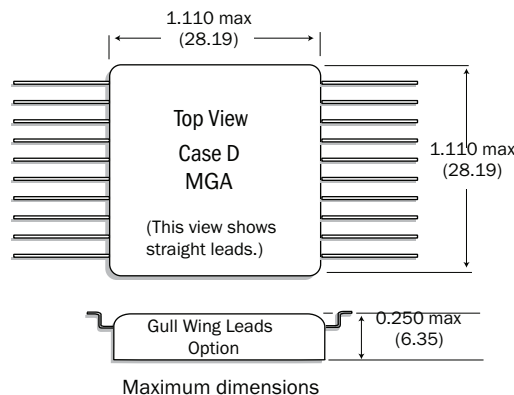 1.110 max
(28.19)
Top View
Case D
MGA
(This view shows
straight leads.)
1.110 max
(28.19)
Gull Wing Leads
Option
0.250 max
(6.35)
Maximum dimensions